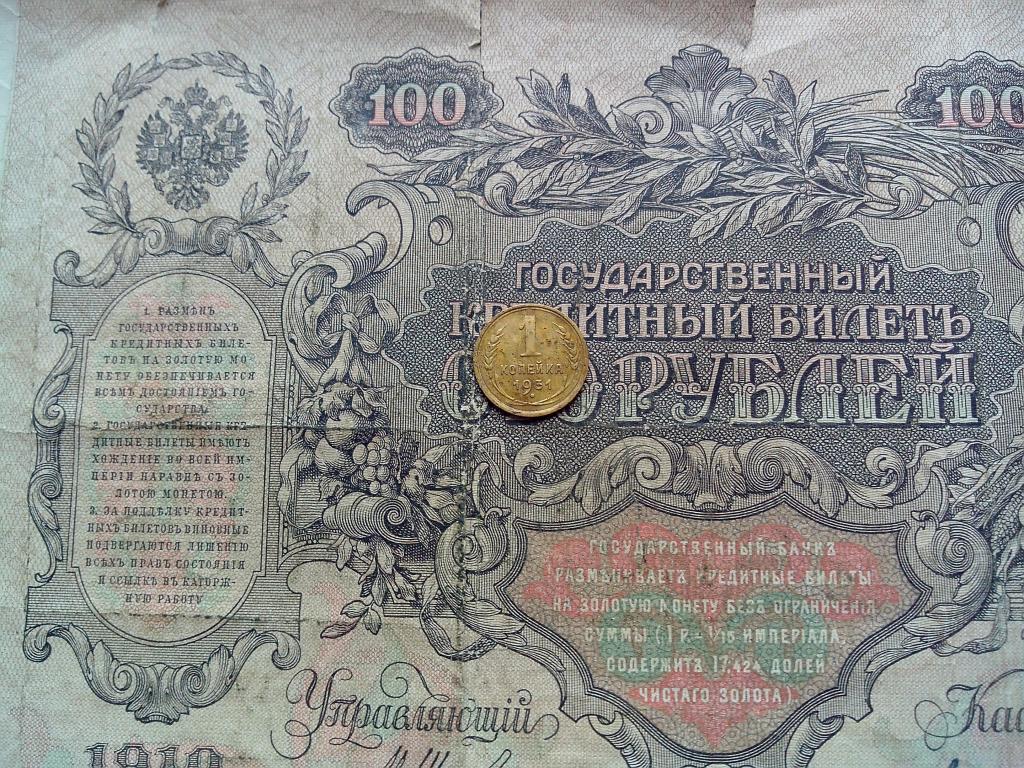 100
100
1. РАЗМѢНЪ
ГОСУДАРСТВЕННЫХЪ
КРЕДИТНЫХЪ БИЛЕ-
ТОВЪ НА ЗОЛОТУЮ МО-
НЕТУ ОБЕЗПЕЧИВАЕТСЯ
ВСѢМЪ ДОСТОЯНІЕМЪ ГО-
СУДАРСТВА.
2. ГОСУДАРСТВЕННЫЕ КРЕ-
ДИТНЫЕ БИЛЕТЫ ИМѢЮТЪ
ХОЖДЕНІЕ ВО ВСЕЙ ИМ-
ПЕРІИ НАРАВНѢ СЪ ЗО-
ЛОТОЮ МОНЕТОЮ.
3. ЗА ПОДДѢЛКУ КРЕДИТ-
НЫХЪ БИЛЕТОВЪ ВИНОВНЫЕ
ПОДВЕРГАЮТСЯ ЛИШЕНІЮ
ВСѢХЪ ПРАВЪ СОСТОЯНІЯ
И ССЫЛКѢ ВЪ КАТОРЖ-
НУЮ РАБОТУ
ГОСУДАРСТВЕННЫЙ
КРЕДИТНЫЙ БИЛЕТЪ
РУБЛЕЙ
1
КОПЕЙКА
1931
ГОСУДАРСТВЕННЫЙ БАНКЪ
РАЗМѢНИВАЕТЪ КРЕДИТНЫЕ БИЛЕТЫ
НА ЗОЛОТУЮ МОНЕТУ БЕЗЪ ОГРАНИЧЕНІЯ
СУММЫ (1 Р.= 1/15 ИМПЕРІАЛА,
СОДЕРЖИТЪ 17,424 ДОЛЕЙ
ЧИСТАГО ЗОЛОТА).
Управляющій
Кас
1910